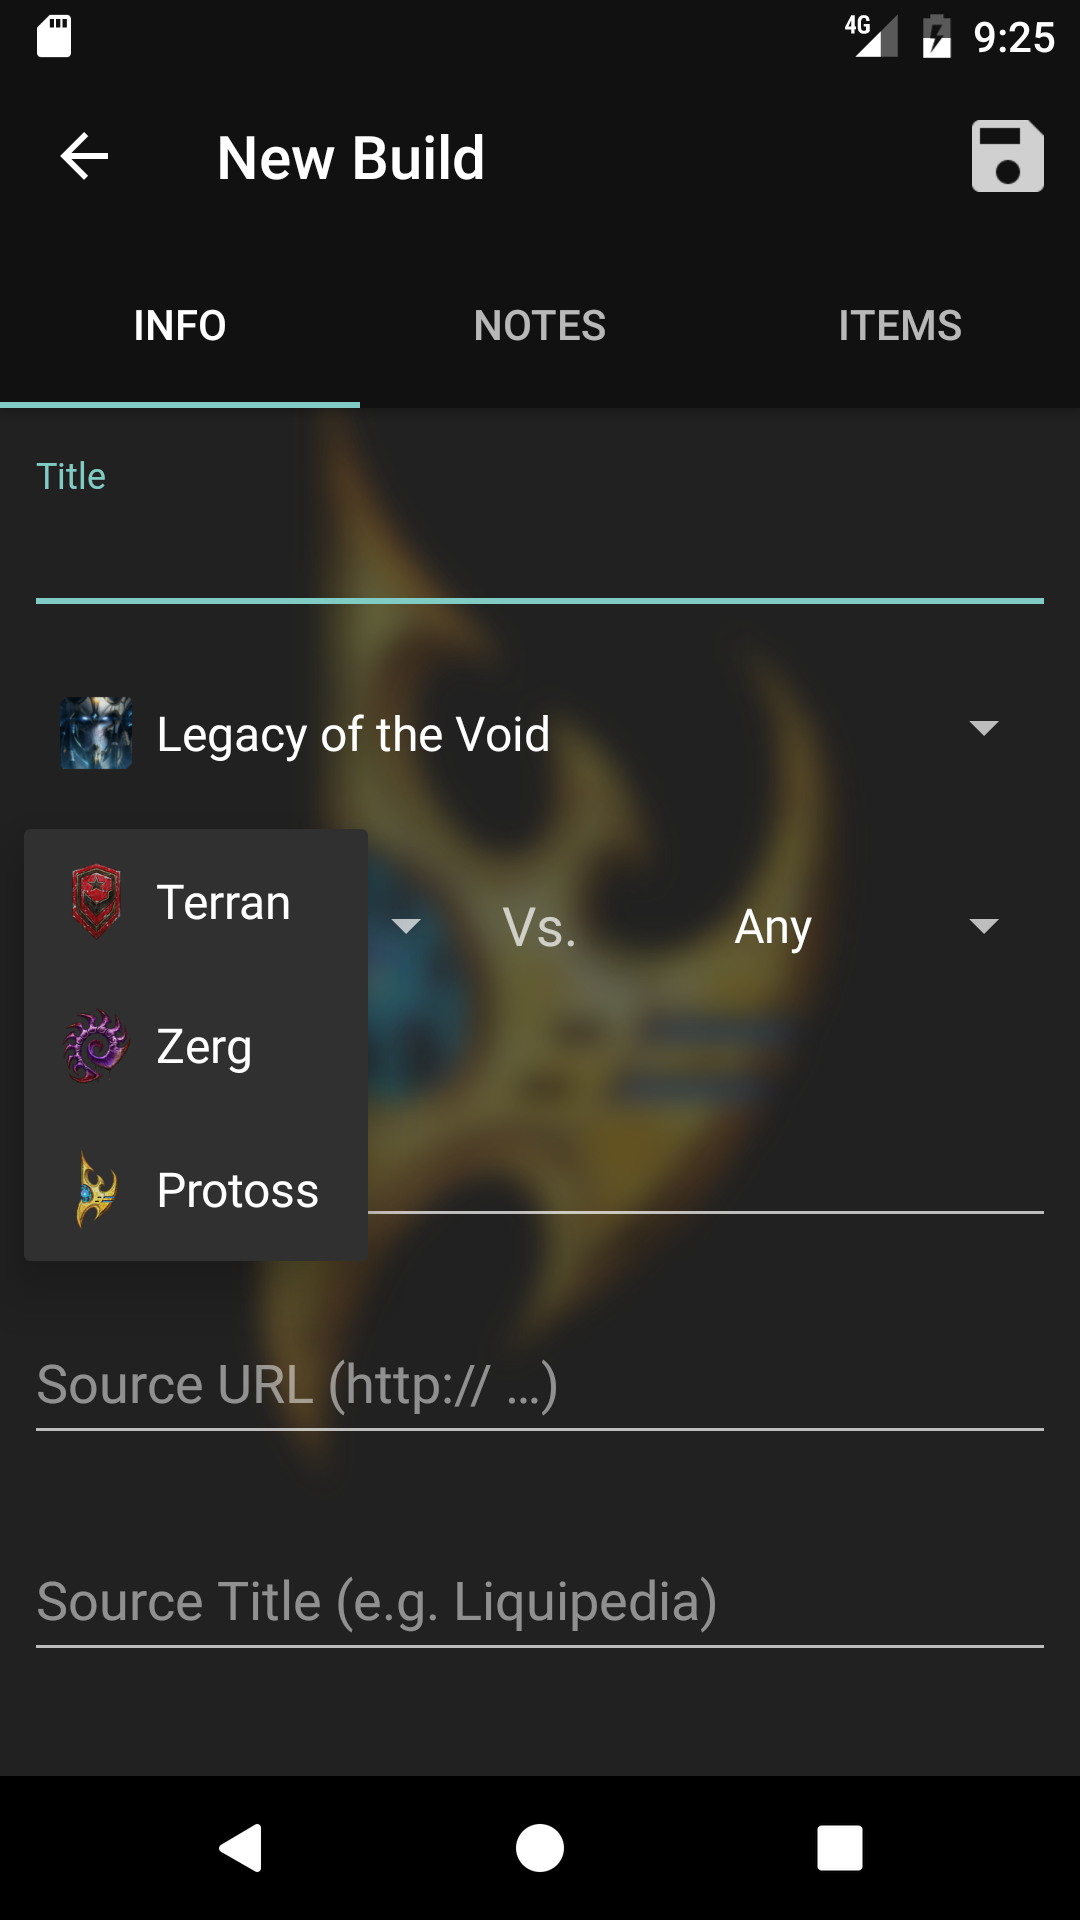 4G 9:25
New Build
INFO NOTES ITEMS
Title
Legacy of the Void
Terran
Vs. Any
Zerg
Protoss
Source URL (http:// ...)
Source Title (e.g. Liquipedia)